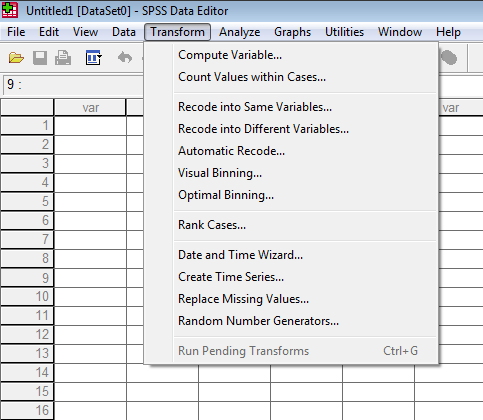 Untitled1 [DataSet0] - SPSS Data Editor
File Edit View Data Transform Analyze Graphs Utilities Window Help
Compute Variable...
Count Values within Cases...
9 :
var var
Recode into Same Variables...
1
Recode into Different Variables...
2
Automatic Recode...
3
Visual Binning...
4
Optimal Binning...
5
Rank Cases...
6
7
Date and Time Wizard...
8
Create Time Series...
9
Replace Missing Values...
10
Random Number Generators...
11
12
Run Pending Transforms Ctrl+G
13
14
15
16